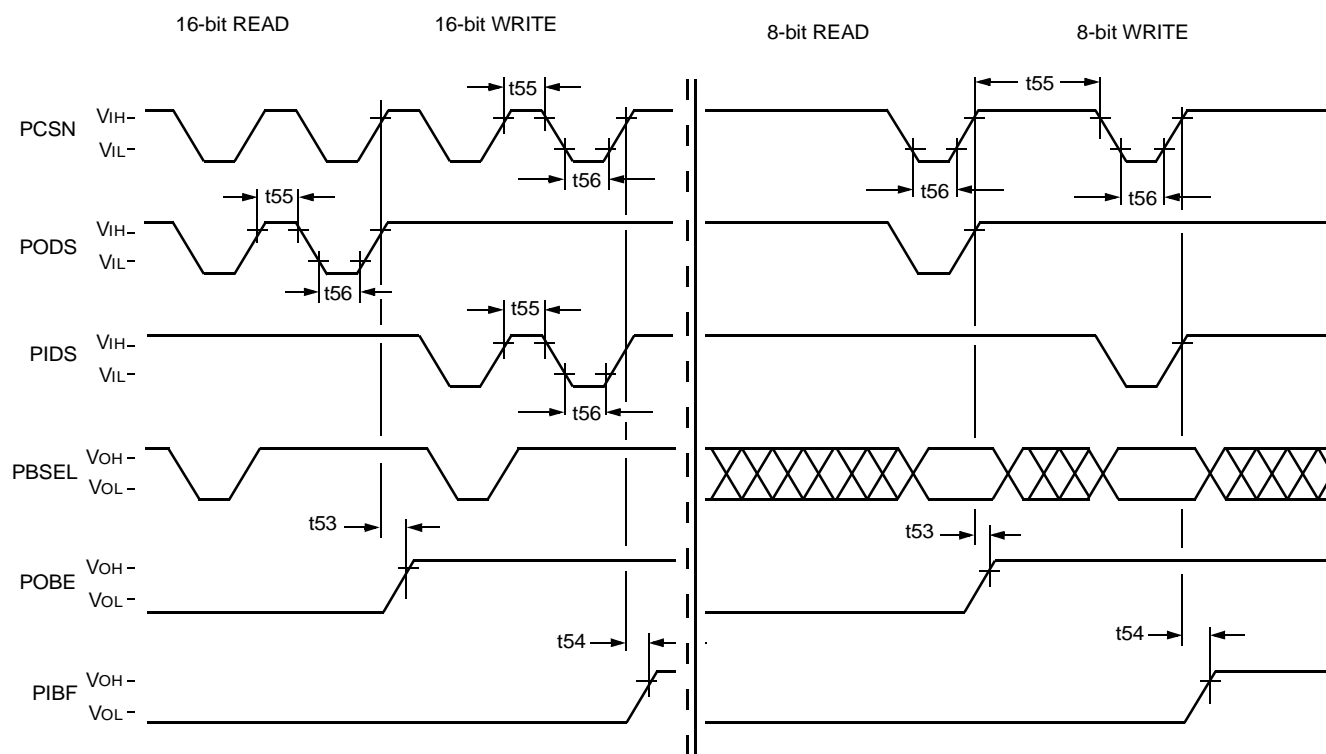 16-bit READ 16-bit WRITE 8-bit READ 8-bit WRITE
t55 t55
PCSN VIH VIL
t56 t56 t56
t55
PODS VIH VIL
t56 t55
PIDS VIH VIL
t56
PBSEL VOH VOL
t53 t53
POBE VOH VOL
t54 t54
PIBF VOH VOL